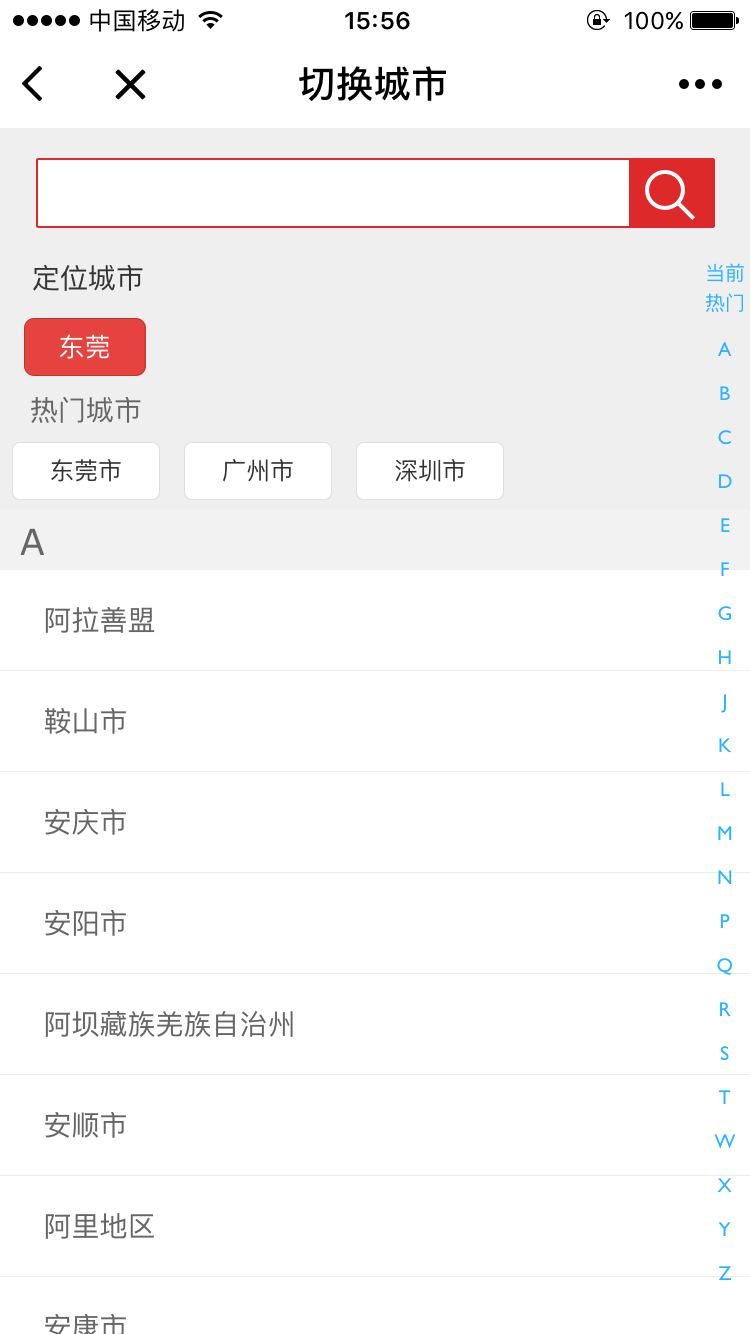 中国移动 15:56 100%
切换城市
定位城市
东莞
热门城市
东莞市 广州市 深圳市
A
阿拉善盟
鞍山市
安庆市
安阳市
阿坝藏族羌族自治州
安顺市
阿里地区
安康市
当前
热门
A
B
C
D
E
F
G
H
J
K
L
M
N
P
Q
R
S
T
W
X
Y
Z